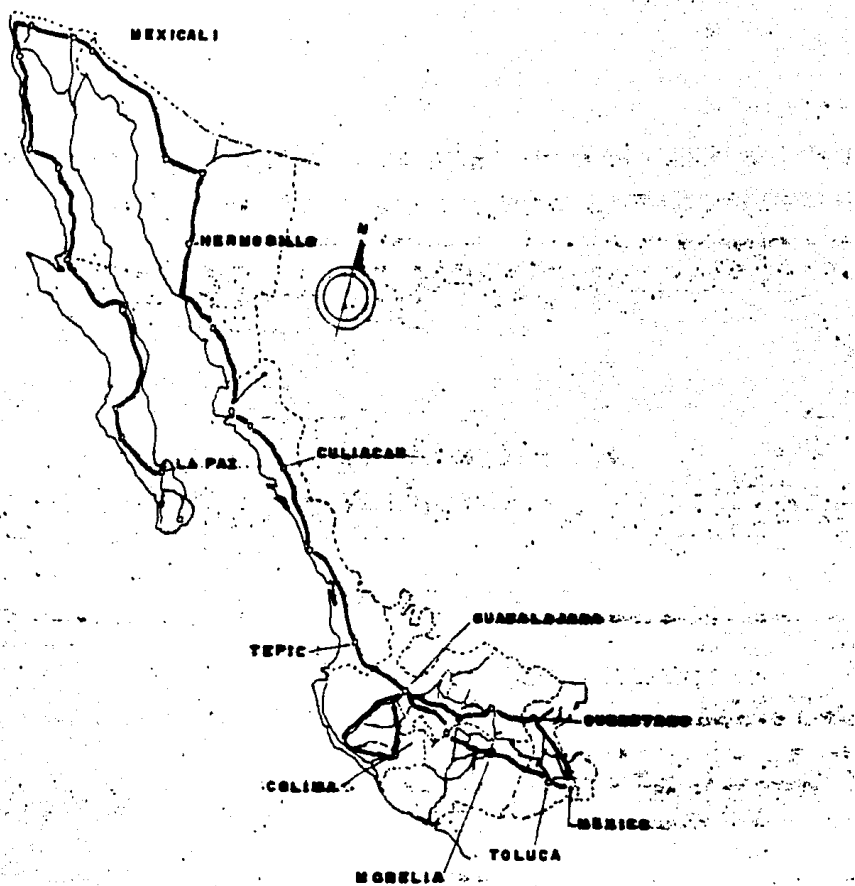 MEXICALI
N
HERMOSILLO
CULIACAN
LA PAZ
GUADALAJARA
TEPIC
QUERETARO
COLIMA
MEXICO
TOLUCA
MORELIA